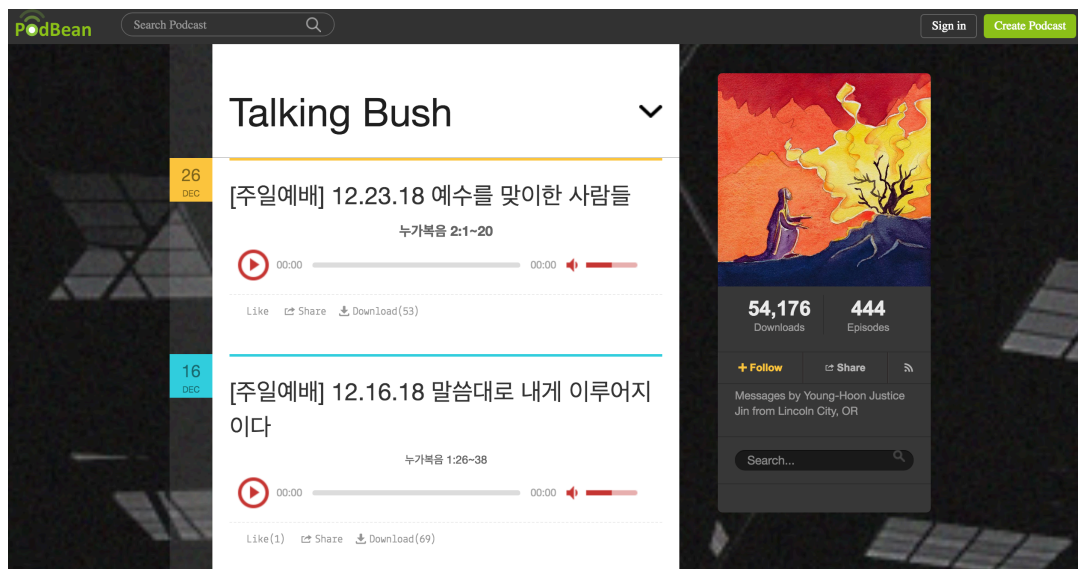 PodBean
Search Podcast
Sign in
Create Podcast
Talking Bush
26
DEC
[주일예배] 12.23.18 예수를 맞이한 사람들
누가복음 2:1~20
00:00
00:00
Like
Share
Download(53)
16
DEC
[주일예배] 12.16.18 말씀대로 내게 이루어지
이다
누가복음 1:26~38
00:00
00:00
Like(1)
Share
Download(69)
54,176
Downloads
444
Episodes
Follow
Share
Messages by Young-Hoon Justice
Jin from Lincoln City, OR
Search...